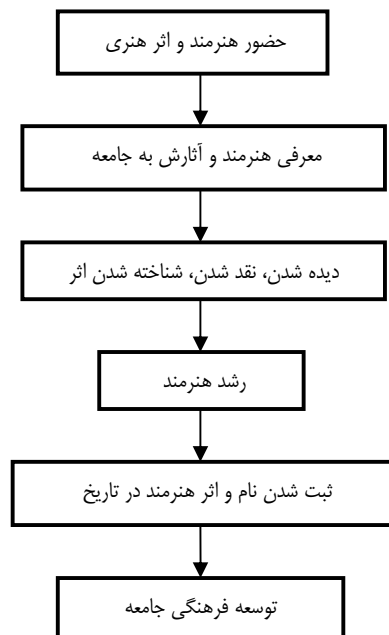 حضور هنرمند و اثر هنری
معرفی هنرمند و آثارش به جامعه
دیده شدن، نقد شدن، شناخته شدن اثر
رشد هنرمند
ثبت شدن نام و اثر هنرمند در تاریخ
توسعه فرهنگی جامعه